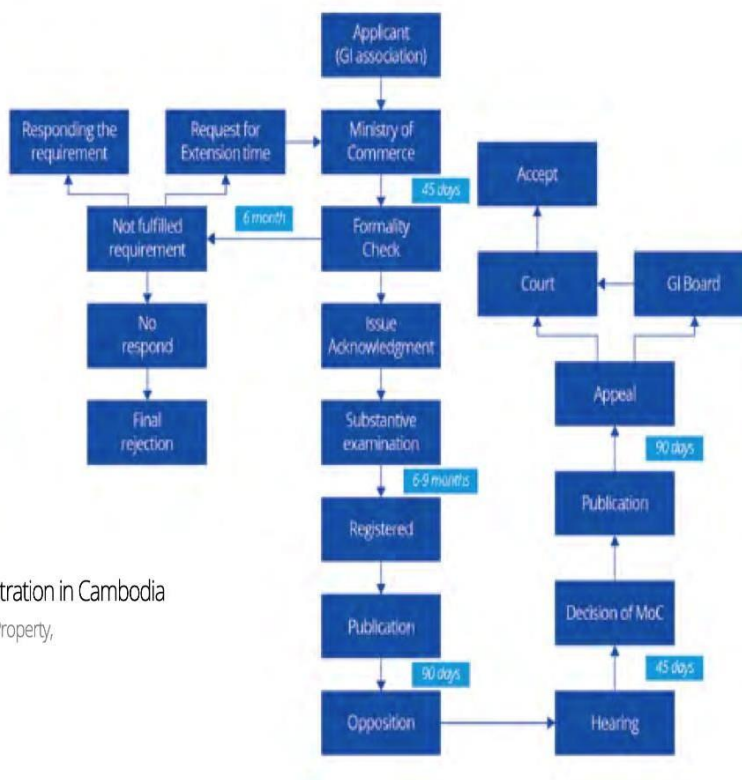 Applicant
(GI association)
Responding the
requirement
Request for
Extension time
Ministry of
Commerce
45 days
Accept
Not fulfilled
requirement
6 month
Formality
Check
Court
GI Board
No
respond
Issue
Acknowledgment
Appeal
Final
rejection
Substantive
examination
90 days
6-9 months
Publication
Registered
tration in Cambodia
Property,
Publication
Decision of MoC
90 days
45 days
Opposition
Hearing